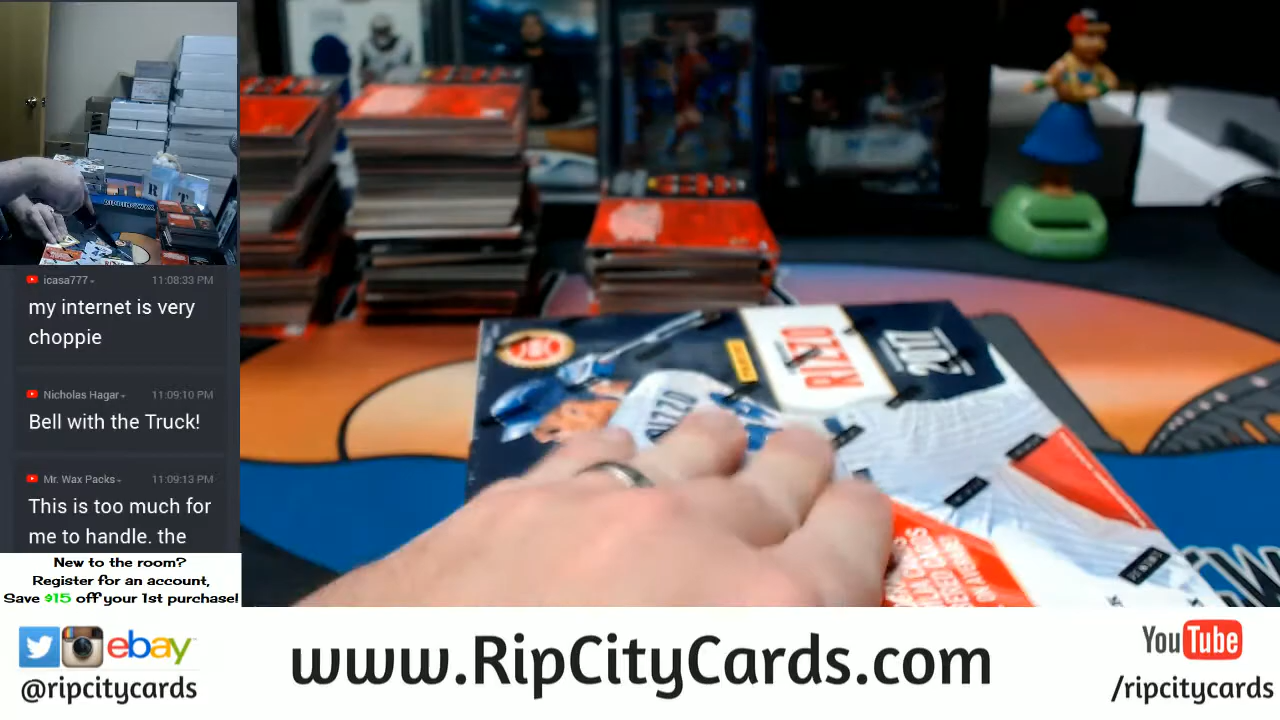 icasa777
11:08:33 PM
my internet is very
choppie
Nicholas Hagar
11:09:10 PM
Bell with the Truck!
Mr. Wax Packs
11:09:13 PM
This is too much for
me to handle. the
New to the room?
Register for an account,
Save $15 off your 1st purchase!
RIZZO
2017
RIZZO
ebay
@ripcitycards
www.RipCityCards.com
YouTube
/ripcitycards